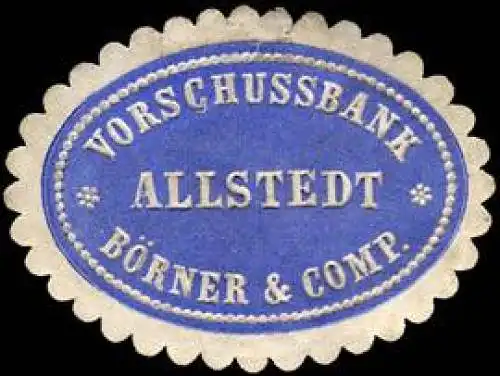 VORSCHUSSBANK
* ALLSTEDT *
BÖRNER & COMP.